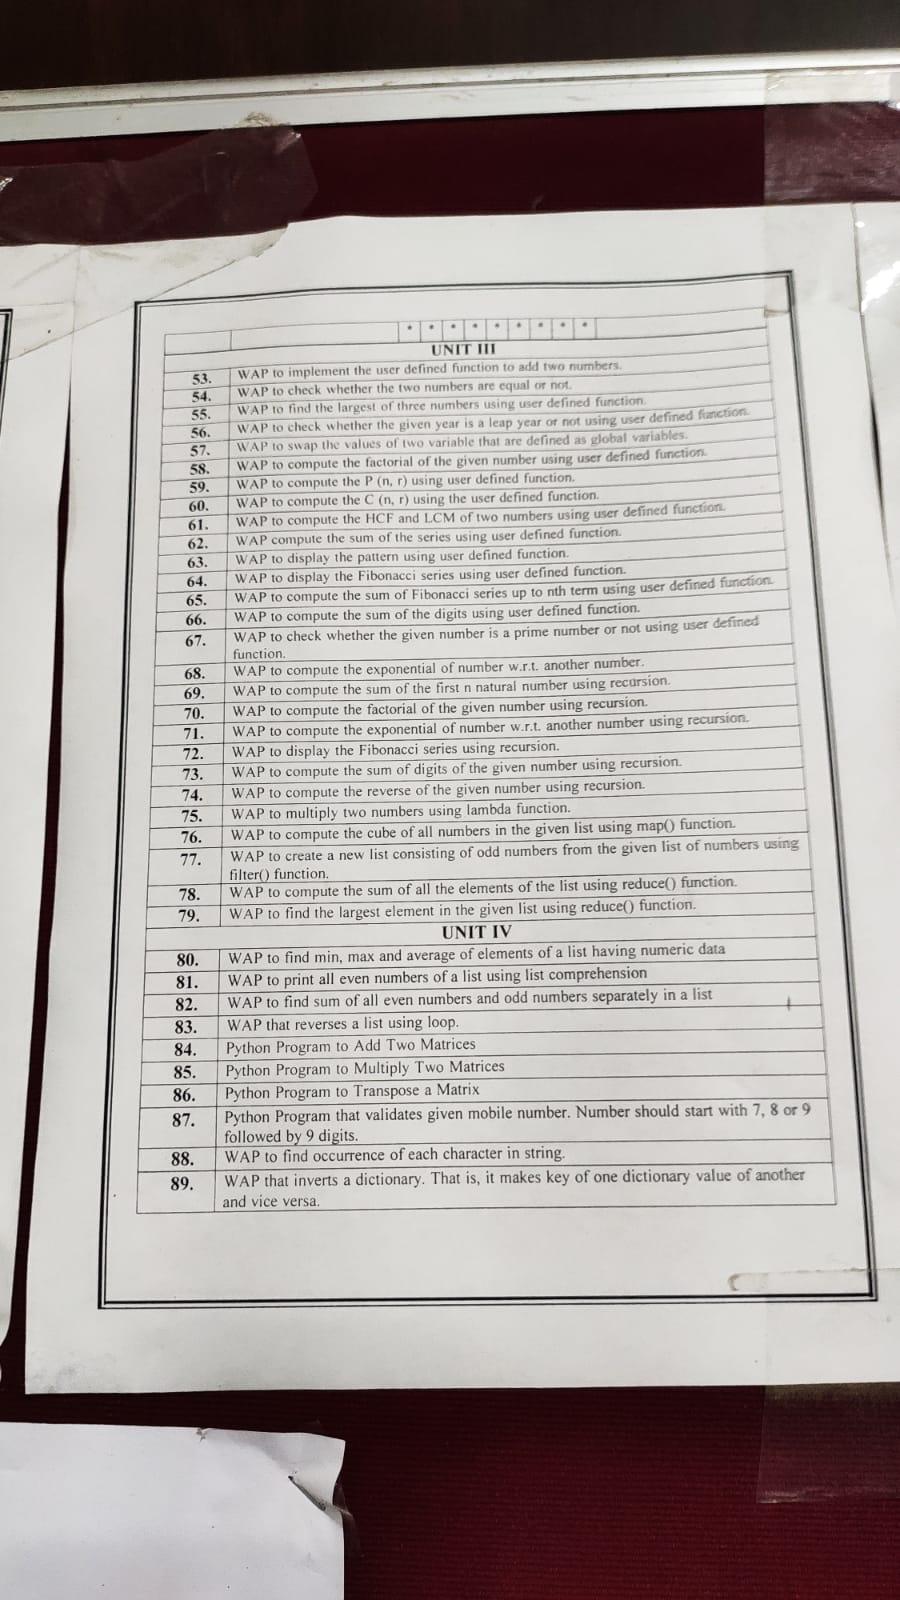 * * * * * * * * *
UNIT III
53. WAP to implement the user defined function to add two numbers.
54. WAP to check whether the two numbers are equal or not.
55. WAP to find the largest of three numbers using user defined function.
56. WAP to check whether the given year is a leap year or not using user defined function.
57. WAP to swap the values of two variable that are defined as global variables.
58. WAP to compute the factorial of the given number using user defined function.
59. WAP to compute the P (n, r) using user defined function.
60. WAP to compute the C (n, r) using the user defined function.
61. WAP to compute the HCF and LCM of two numbers using user defined function.
62. WAP compute the sum of the series using user defined function.
63. WAP to display the pattern using user defined function.
64. WAP to display the Fibonacci series using user defined function.
65. WAP to compute the sum of Fibonacci series up to nth term using user defined function.
66. WAP to compute the sum of the digits using user defined function.
67. WAP to check whether the given number is a prime number or not using user defined
function.
68. WAP to compute the exponential of number w.r.t. another number.
69. WAP to compute the sum of the first n natural number using recursion.
70. WAP to compute the factorial of the given number using recursion.
71. WAP to compute the exponential of number w.r.t. another number using recursion.
72. WAP to display the Fibonacci series using recursion.
73. WAP to compute the sum of digits of the given number using recursion.
74. WAP to compute the reverse of the given number using recursion.
75. WAP to multiply two numbers using lambda function.
76. WAP to compute the cube of all numbers in the given list using map() function.
77. WAP to create a new list consisting of odd numbers from the given list of numbers using
filter() function.
78. WAP to compute the sum of all the elements of the list using reduce() function.
79. WAP to find the largest element in the given list using reduce() function.
UNIT IV
80. WAP to find min, max and average of elements of a list having numeric data
81. WAP to print all even numbers of a list using list comprehension
82. WAP to find sum of all even numbers and odd numbers separately in a list
83. WAP that reverses a list using loop.
84. Python Program to Add Two Matrices
85. Python Program to Multiply Two Matrices
86. Python Program to Transpose a Matrix
87. Python Program that validates given mobile number. Number should start with 7, 8 or 9
followed by 9 digits.
88. WAP to find occurrence of each character in string.
89. WAP that inverts a dictionary. That is, it makes key of one dictionary value of another
and vice versa.